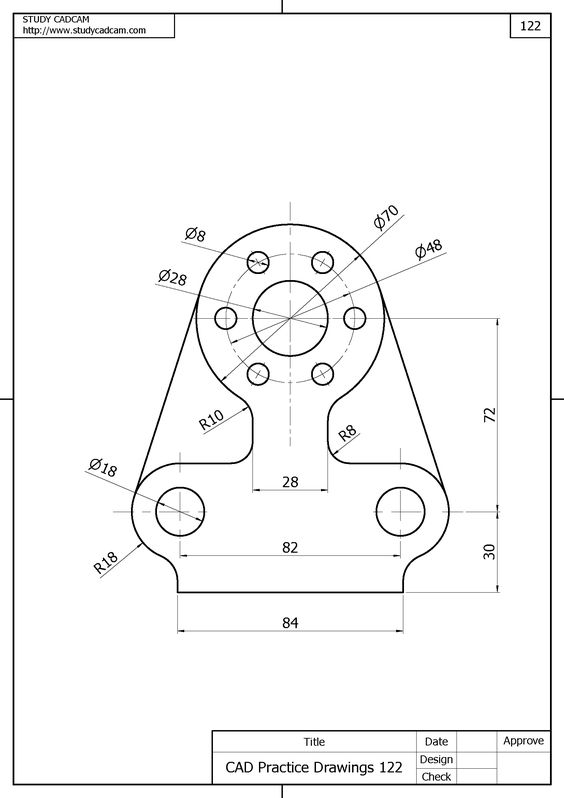 STUDY CADCAM
http://www.studycadcam.com
122
Ø70
Ø8
Ø48
Ø28
R10
R8
72
28
Ø18
82
30
R18
84
Title
Date
Approve
CAD Practice Drawings 122
Design
Check